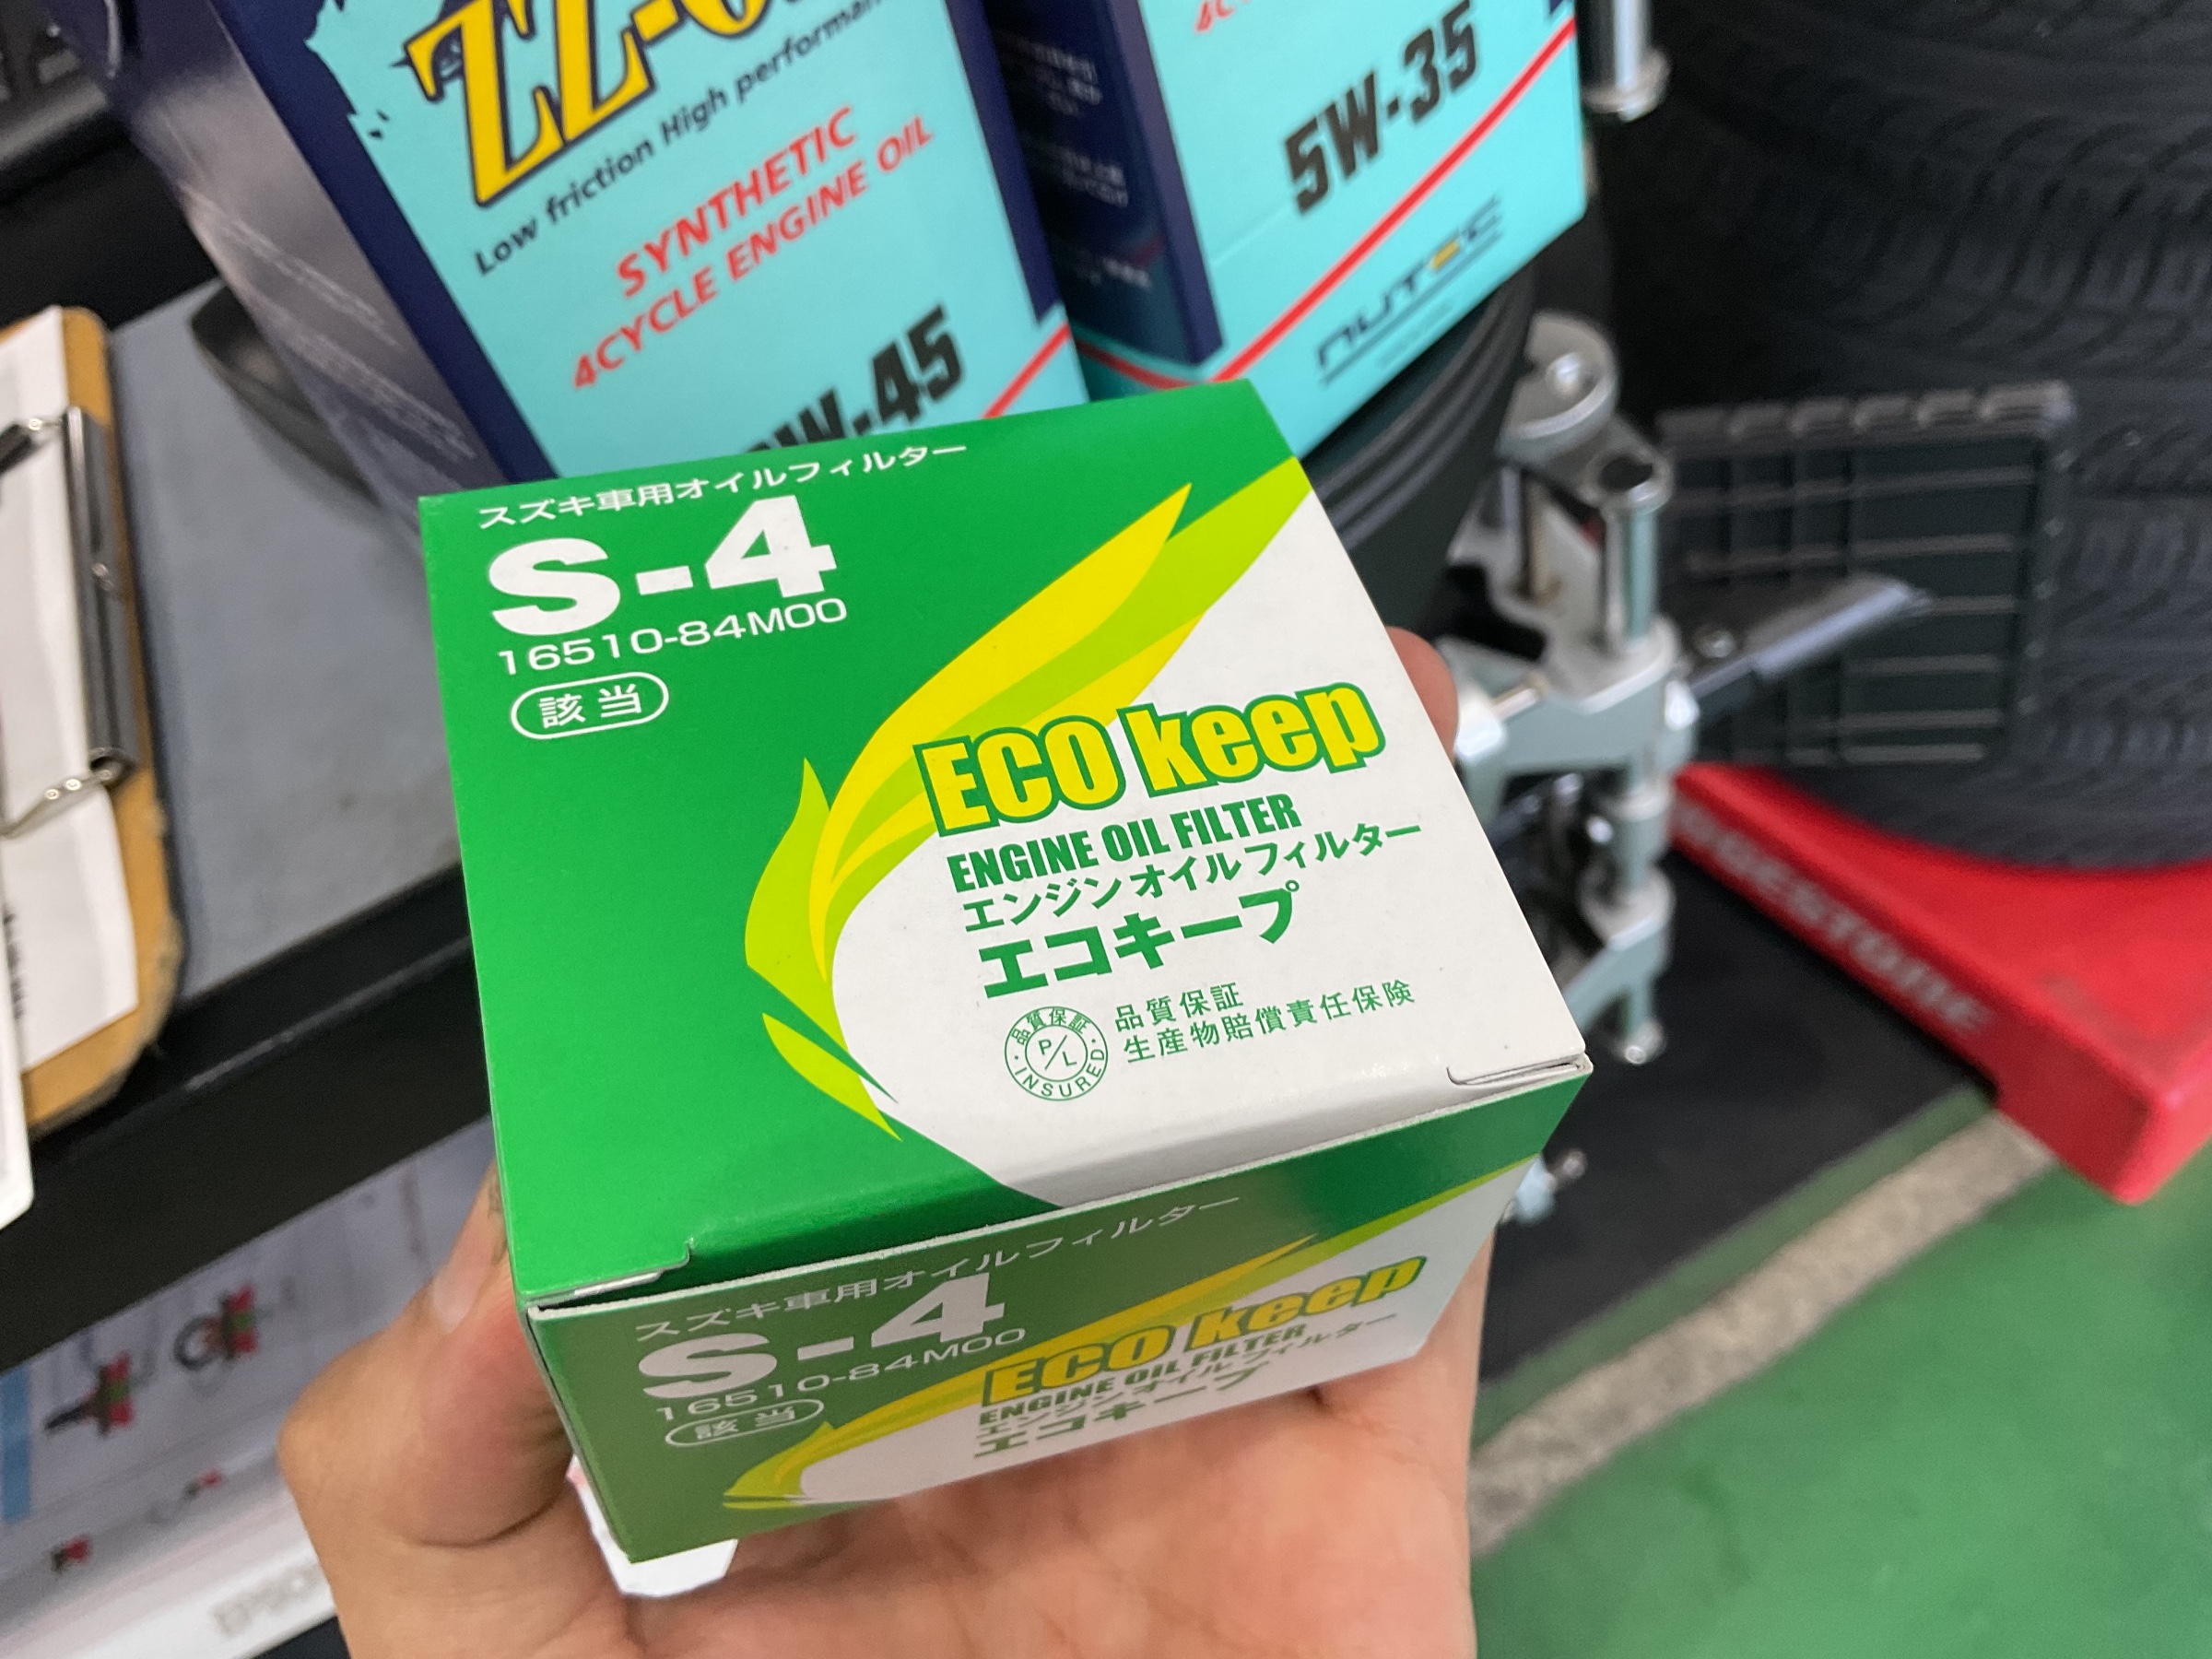 Low friction High performan
SYNTHETIC
4CYCLE ENGINE OIL
W-45
5W-35
NUTEC
スズキ車用オイルフィルター
S-4
16510-84M00
該当
ECO keep
ENGINE OIL FILTER
エンジンオイルフィルター
エコキープ
品質保証
P/L
INSURED
品質保証
生産物賠償責任保険
スズキ車用オイルフィルター
S-4
16510-84M00
該当
ECO keep
ENGINE OIL FILTER
エンジンオイルフィルター
エコキープ
EPSON